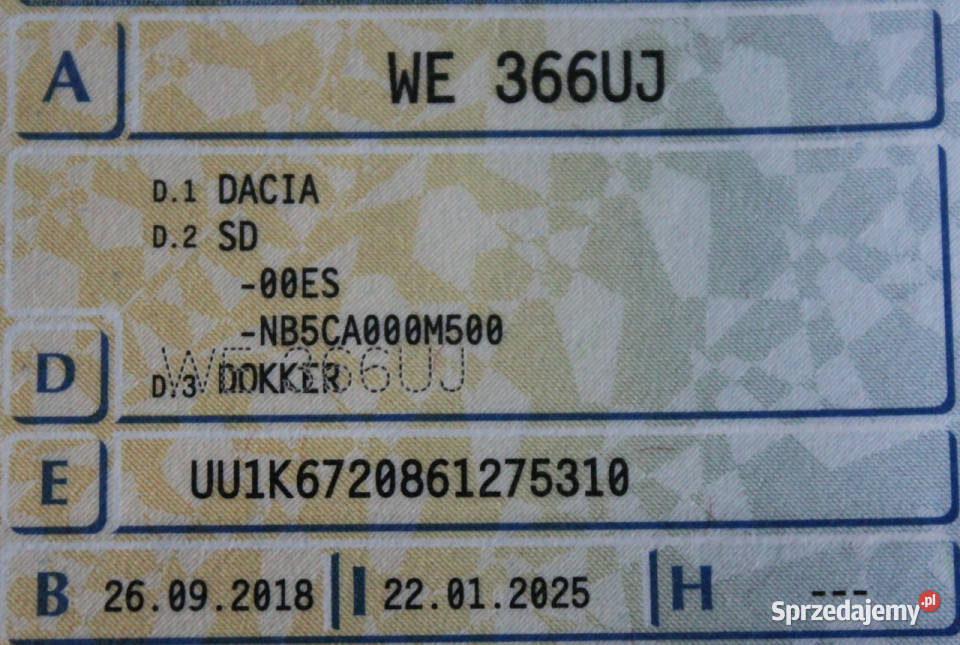 A WE 366UJ
D.1 DACIA
D.2 SD
-00ES
-NB5CA000M500
WE 366UJ
D D.3 DOKKER
E UU1K6720861275310
B 26.09.2018 I 22.01.2025 H ---
Sprzedajemy.pl